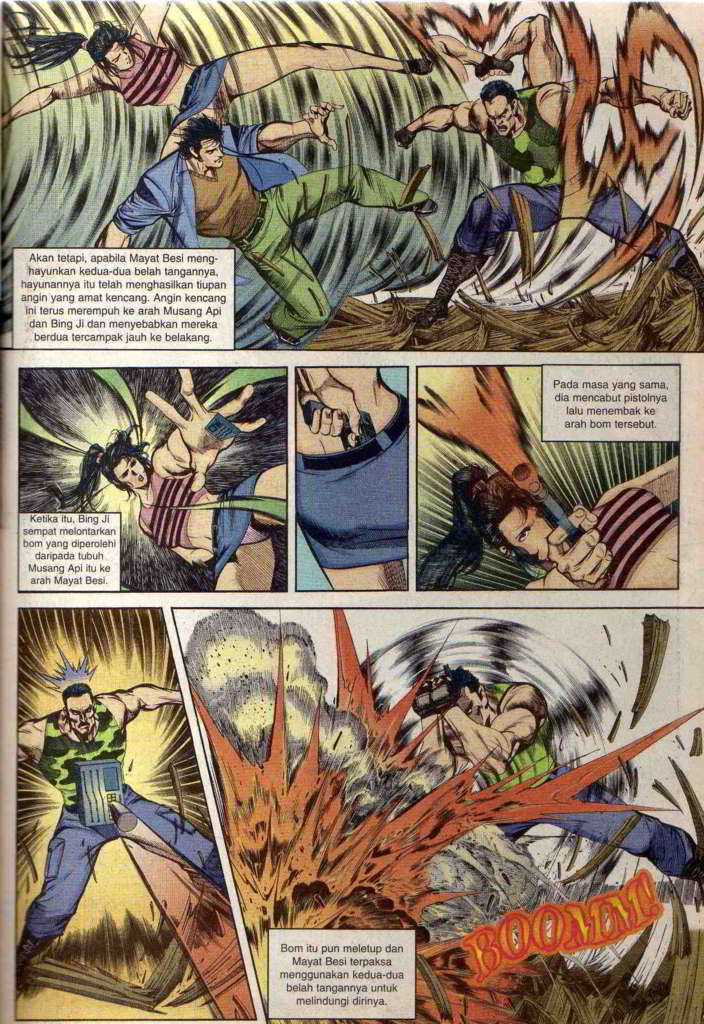 Akan tetapi, apabila Mayat Besi meng-
hayunkan kedua-dua belah tangannya,
hayunannya itu telah menghasilkan tiupan
angin yang amat kencang. Angin kencang
ini terus merempuh ke arah Musang Api
dan Bing Ji dan menyebabkan mereka
berdua tercampak jauh ke belakang.
Ketika itu, Bing Ji
sempat melontarkan
bom yang diperolehi
daripada tubuh
Musang Api itu ke
arah Mayat Besi.
Pada masa yang sama,
dia mencabut pistolnya
lalu menembak ke
arah bom tersebut.
Bom itu pun meletup dan
Mayat Besi terpaksa
menggunakan kedua-dua
belah tangannya untuk
melindungi dirinya.
BOOMM!